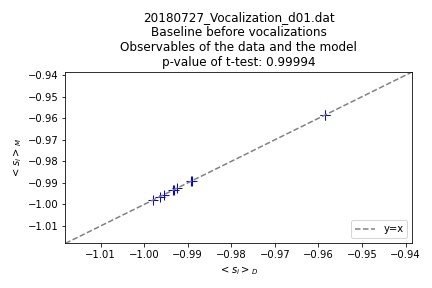 20180727_Vocalization_d01.dat
Baseline before vocalizations
Observables of the data and the model
p-value of t-test: 0.99994
−0.94
−0.95
−0.96
−0.97
−0.98
−0.99
−1.00
−1.01
< s_i >_M
y=x
−1.01 −1.00 −0.99 −0.98 −0.97 −0.96 −0.95 −0.94
< s_i >_D